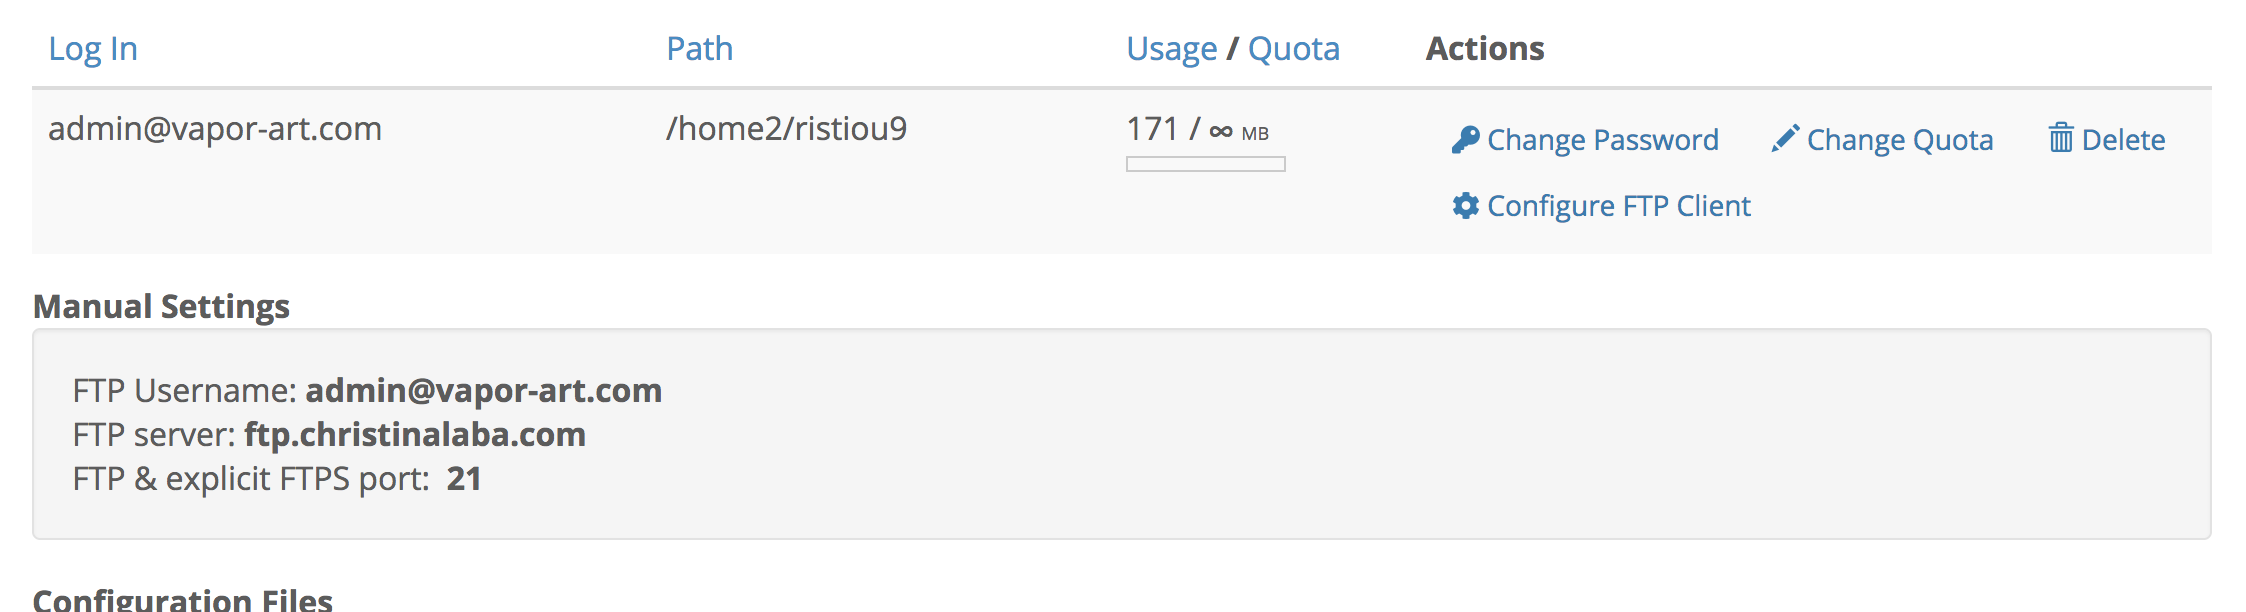 Log In Path Usage / Quota Actions
admin@vapor-art.com /home2/ristiou9 171 / ∞ MB Change Password Change Quota Delete
Configure FTP Client
Manual Settings
FTP Username: admin@vapor-art.com
FTP server: ftp.christinalaba.com
FTP & explicit FTPS port: 21
Configuration Files